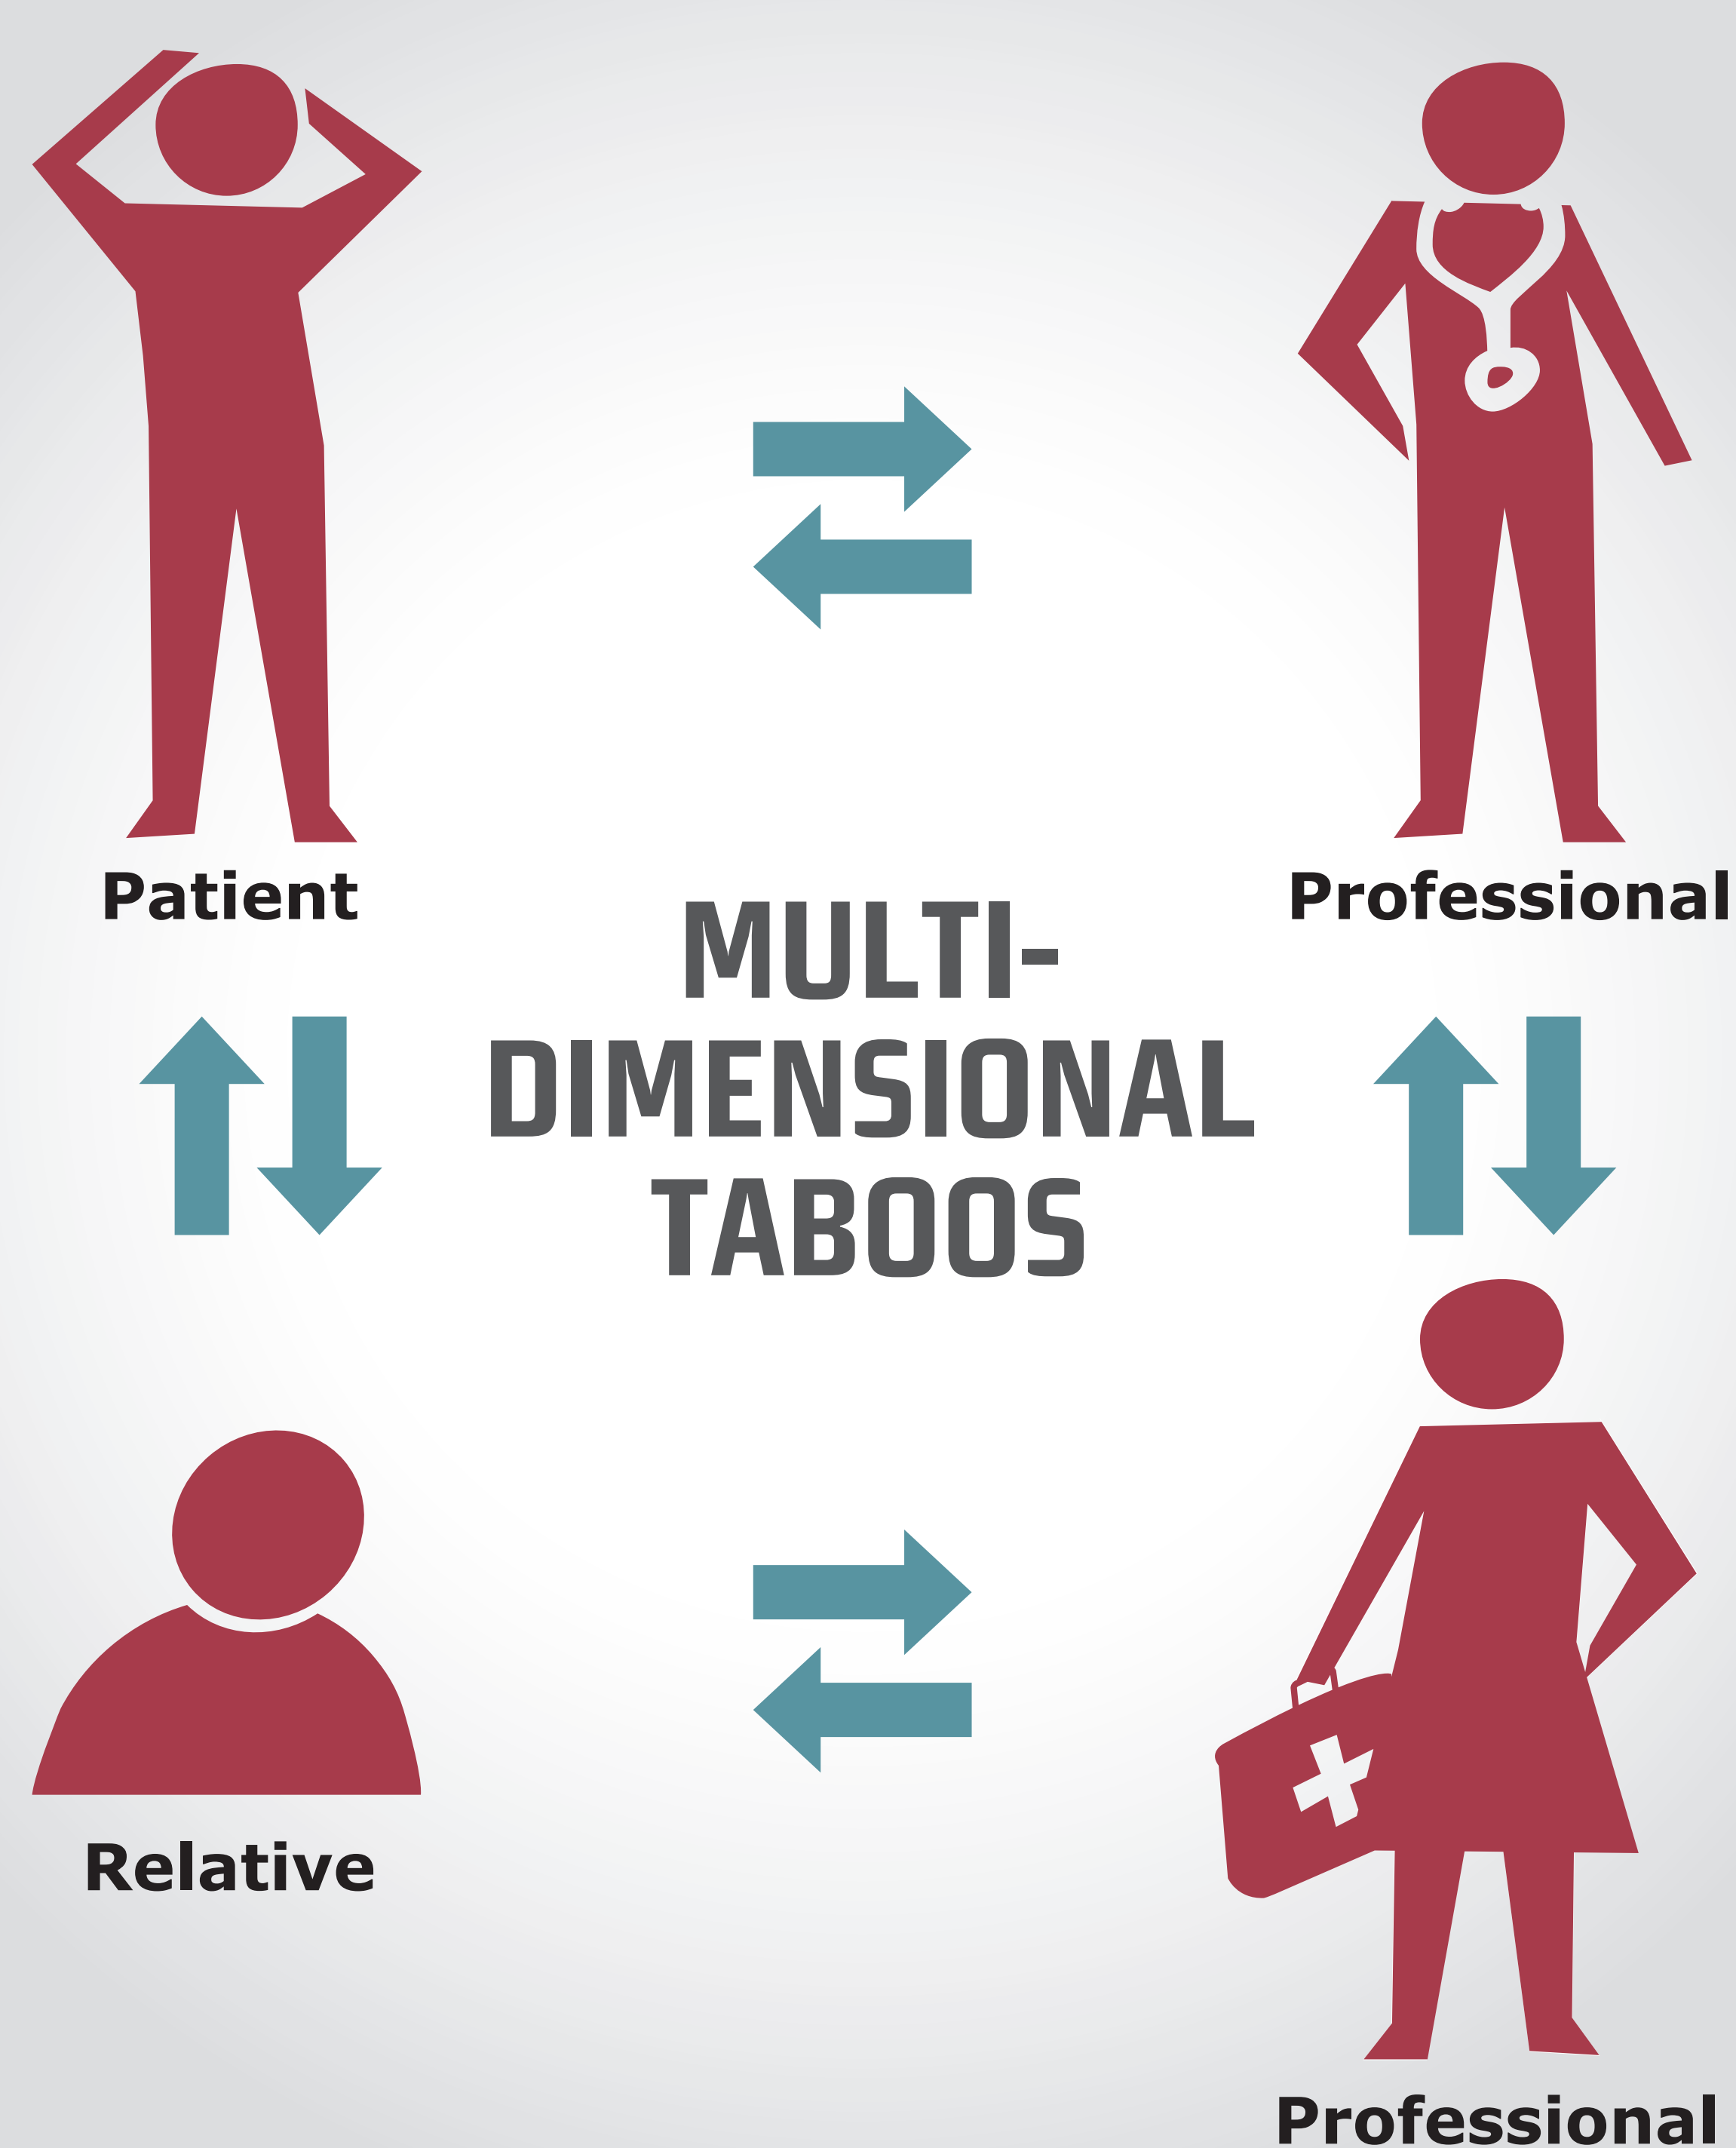 Patient
Professional
MULTI-
DIMENSIONAL
TABOOS
Relative
Professional